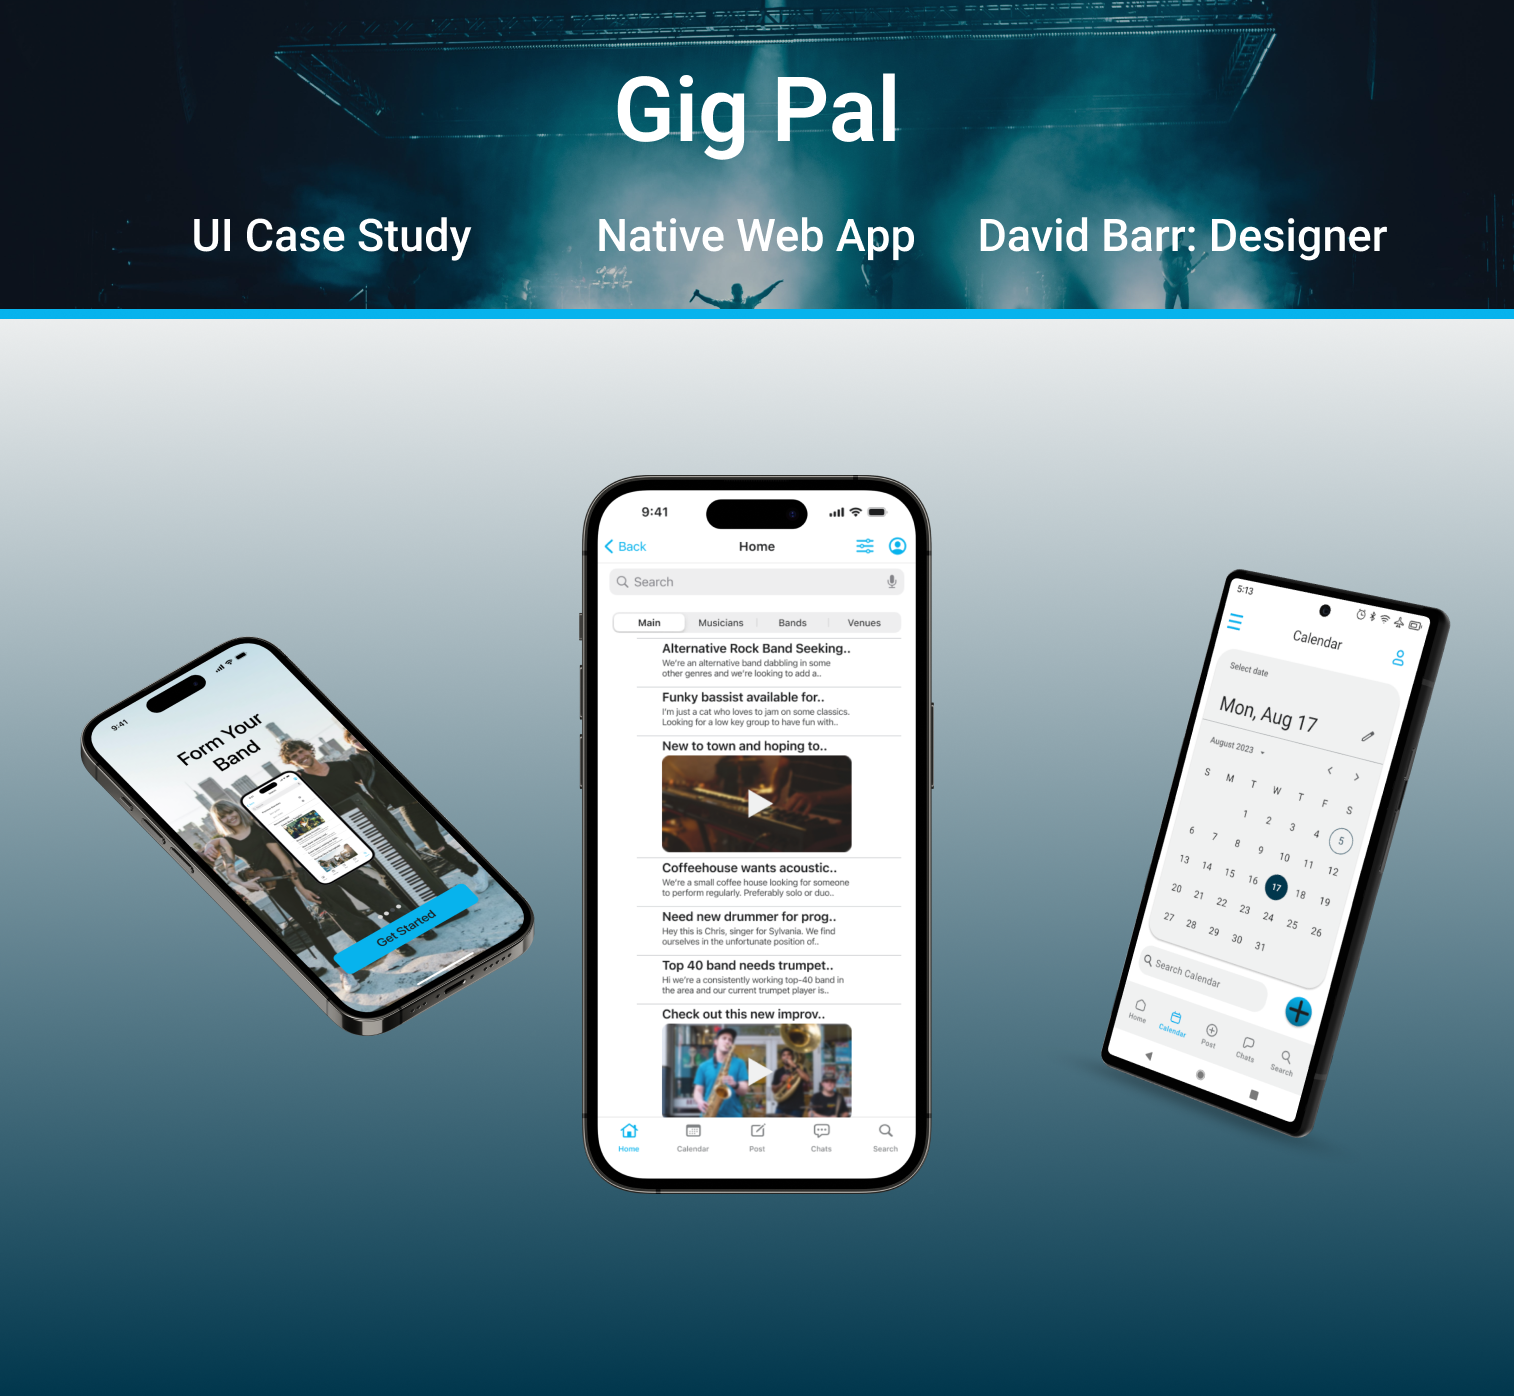 Gig Pal
UI Case Study
Native Web App
David Barr: Designer
9:41
Form Your
Band
Get Started
9:41
Back
Home
Search
Main
Musicians
Bands
Venues
Alternative Rock Band Seeking..
We're an alternative band dabbling in some
other genres and we're looking to add a..
Funky bassist available for..
I'm just a cat who loves to jam on some classics.
Looking for a low key group to have fun with..
New to town and hoping to..
Coffeehouse wants acoustic..
We're a small coffee house looking for someone
to perform regularly. Preferably solo or duo..
Need new drummer for prog..
Hey this is Chris, singer for Sylvania. We find
ourselves in the unfortunate position of..
Top 40 band needs trumpet..
Hi we're a consistently working top-40 band in
the area and our current trumpet player is..
Check out this new improv..
Home
Calendar
Post
Chats
Search
5:13
Calendar
Select date
Mon, Aug 17
August 2023
S M T W T F S
1 2 3 4 5
6 7 8 9 10 11 12
13 14 15 16 17 18 19
20 21 22 23 24 25 26
27 28 29 30 31
Search Calendar
Home
Calendar
Post
Chats
Search